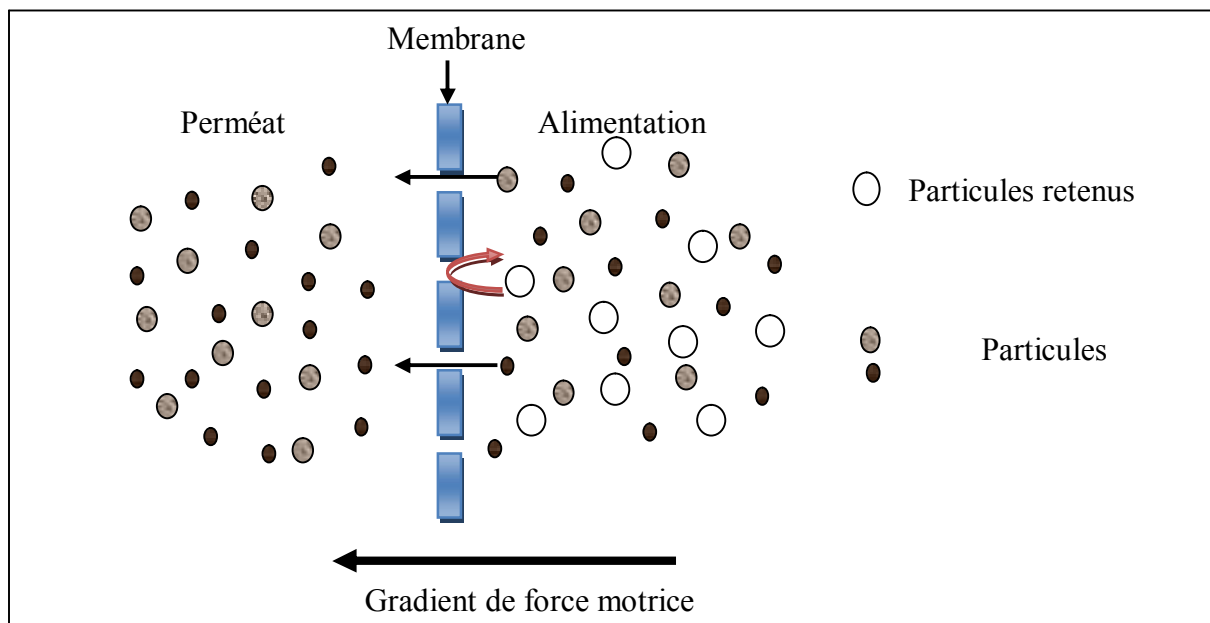 Membrane
Perméat
Alimentation
Particules retenus
Particules
Gradient de force motrice